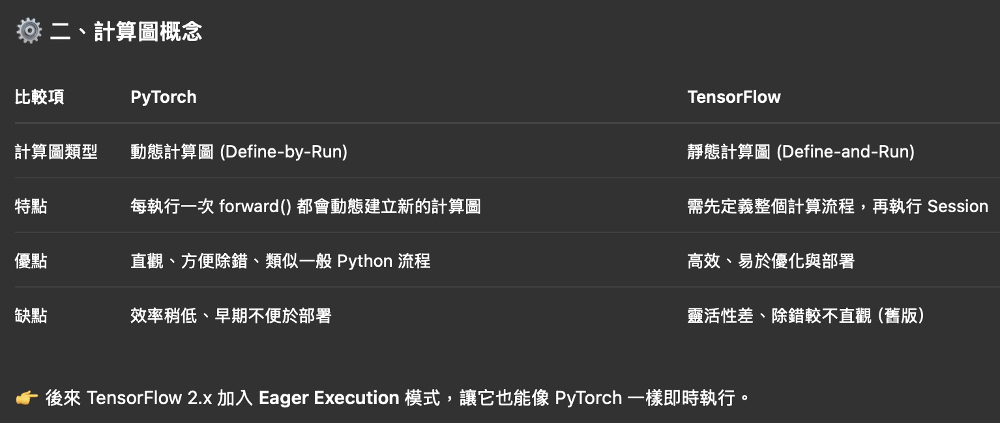 ⚙️ 二、計算圖概念
比較項 PyTorch TensorFlow
計算圖類型 動態計算圖 (Define-by-Run) 靜態計算圖 (Define-and-Run)
特點 每執行一次 forward() 都會動態建立新的計算圖 需先定義整個計算流程，再執行 Session
優點 直觀、方便除錯、類似一般 Python 流程 高效、易於優化與部署
缺點 效率稍低、早期不便於部署 靈活性差、除錯較不直觀（舊版）
👉 後來 TensorFlow 2.x 加入 Eager Execution 模式，讓它也能像 PyTorch 一樣即時執行。